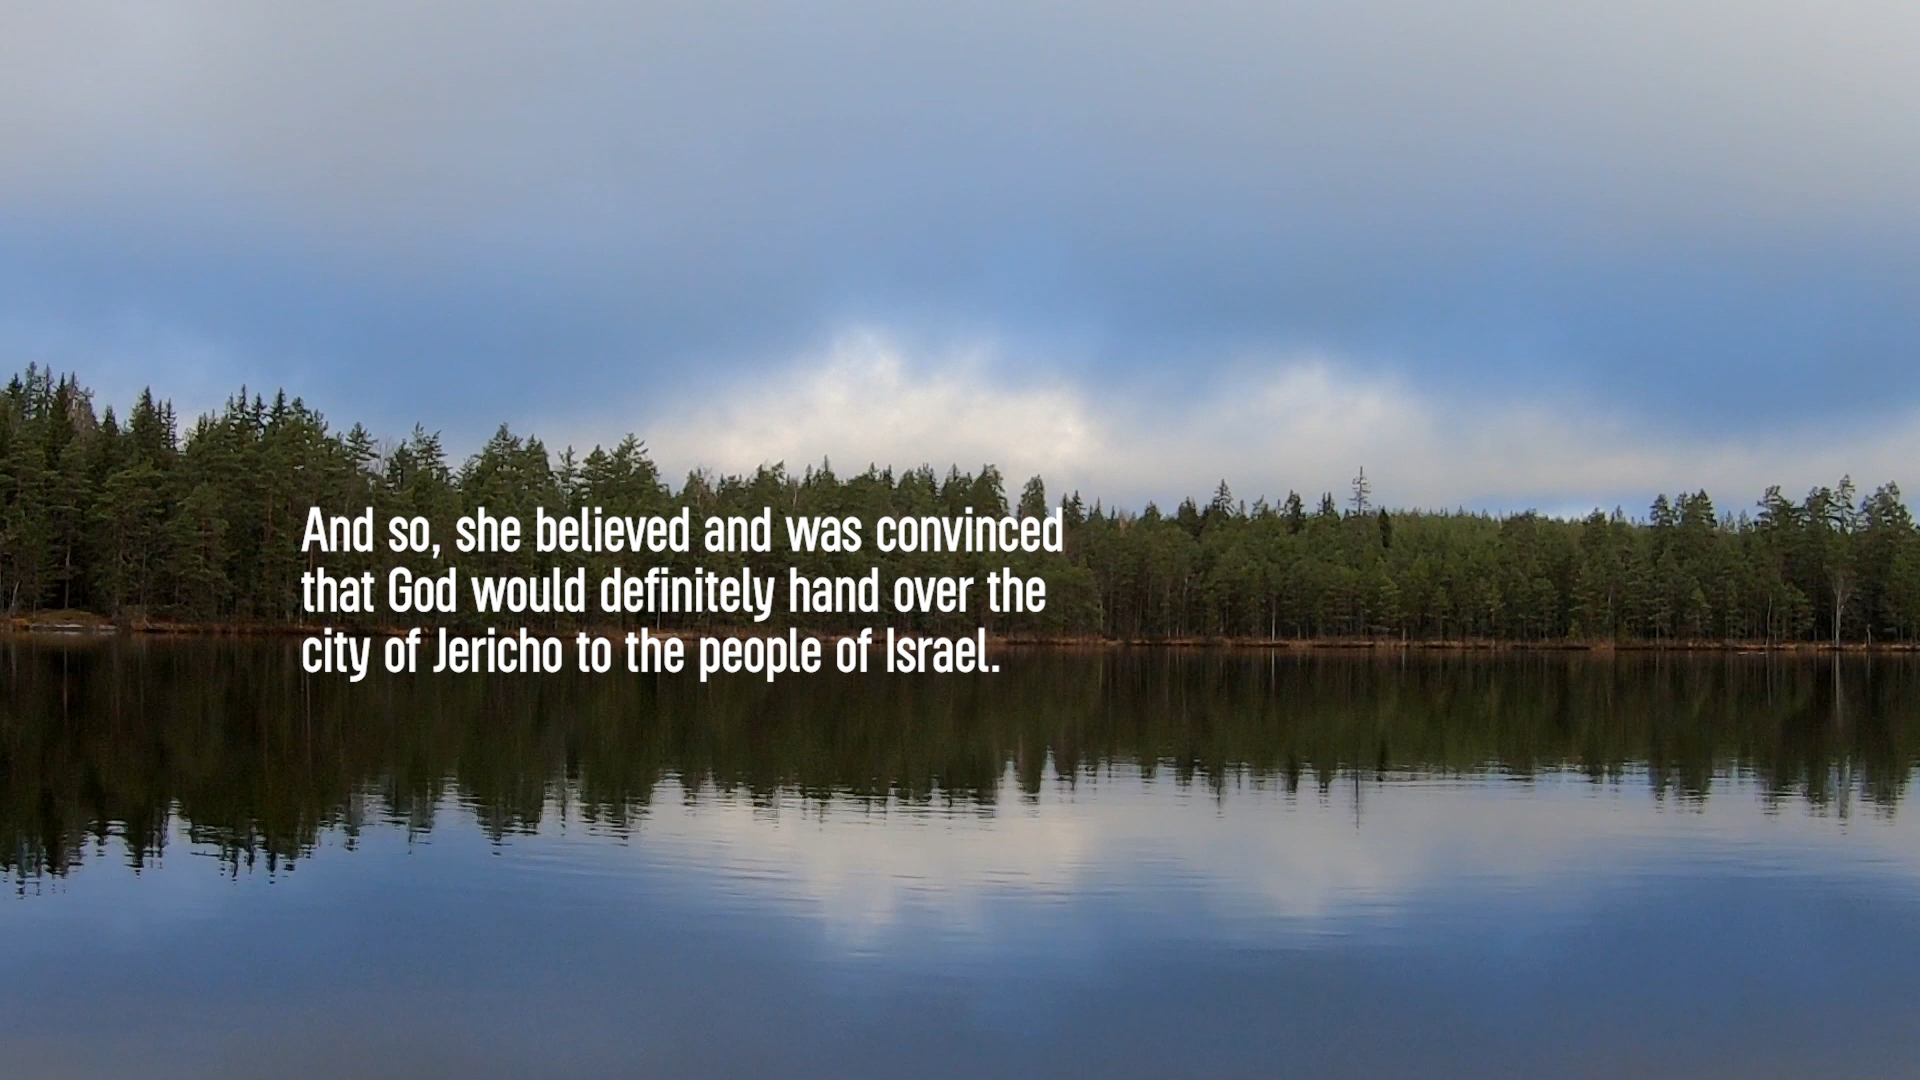 And so, she believed and was convinced
that God would definitely hand over the
city of Jericho to the people of Israel.